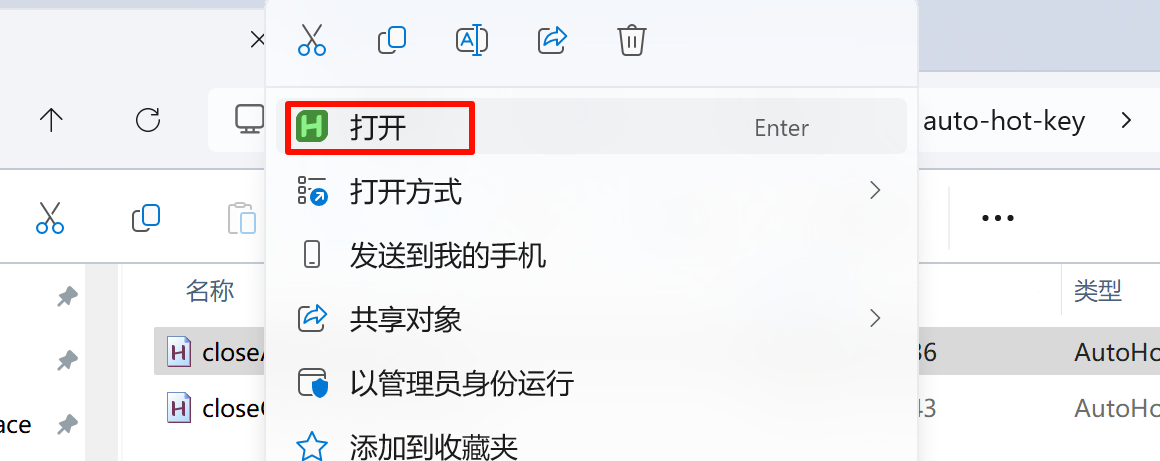 打开 Enter
auto-hot-key
打开方式
发送到我的手机
名称
类型
共享对象
close
36
AutoHo
以管理员身份运行
close
43
AutoHo
ace
添加到收藏夹